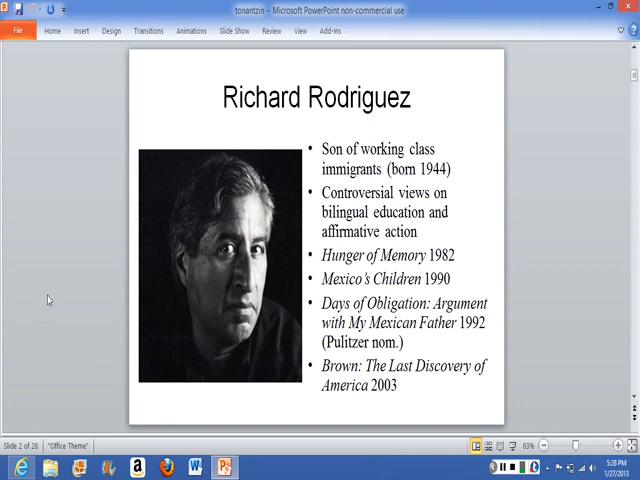 tonantzin – Microsoft PowerPoint non-commercial use
File Home Insert Design Transitions Animations Slide Show Review View Add-Ins
Richard Rodriguez
• Son of working class
immigrants (born 1944)
• Controversial views on
bilingual education and
affirmative action
• Hunger of Memory 1982
• Mexico's Children 1990
• Days of Obligation: Argument
with My Mexican Father 1992
(Pulitzer nom.)
• Brown: The Last Discovery of
America 2003
Slide 2 of 28 "Office Theme" 83%
5:28 PM
1/27/2013